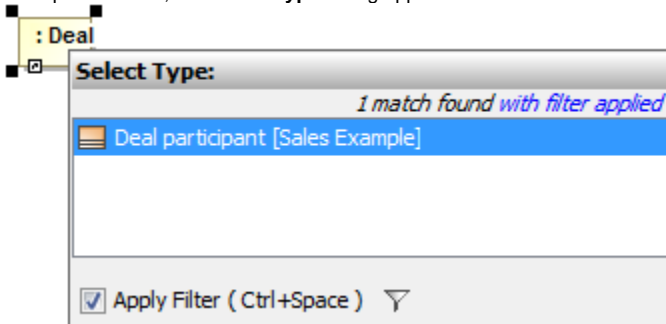 : Deal
Select Type:
1 match found with filter applied
Deal participant [Sales Example]
Apply Filter ( Ctrl+Space )